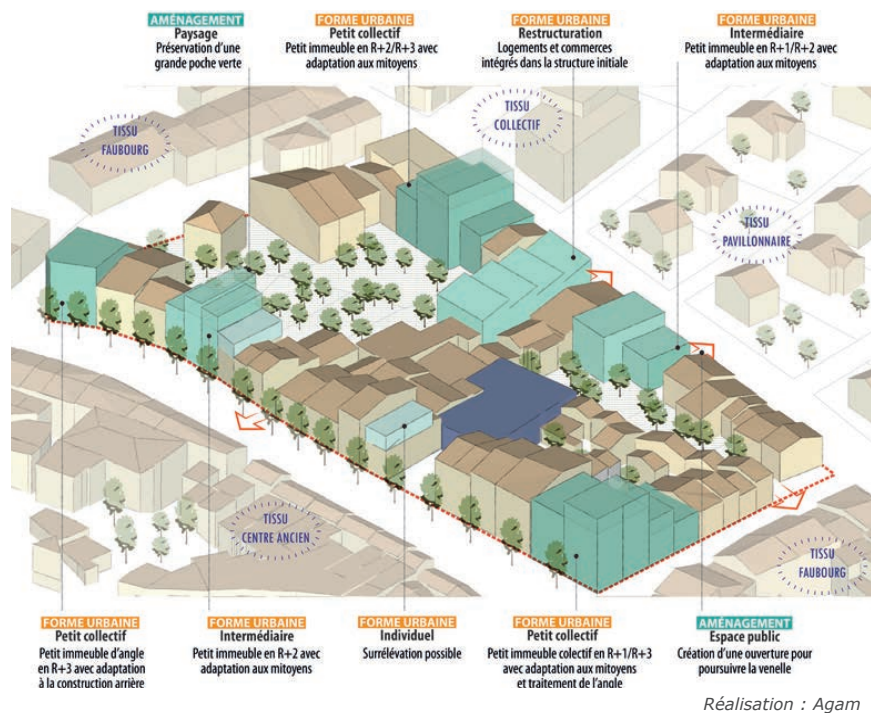 AMÉNAGEMENT
Paysage
Préservation d'une
grande poche verte
FORME URBAINE
Petit collectif
Petit immeuble en R+2/R+3 avec
adaptation aux mitoyens
FORME URBAINE
Restructuration
Logements et commerces
intégrés dans la structure initiale
FORME URBAINE
Intermédiaire
Petit immeuble en R+1/R+2 avec
adaptation aux mitoyens
TISSU
FAUBOURG
TISSU
COLLECTIF
TISSU
PAVILLONNAIRE
TISSU
CENTRE ANCIEN
TISSU
FAUBOURG
FORME URBAINE
Petit collectif
Petit immeuble d'angle
en R+3 avec adaptation
à la construction arrière
FORME URBAINE
Intermédiaire
Petit immeuble en R+2 avec
adaptation aux mitoyens
FORME URBAINE
Individuel
Surrélévation possible
FORME URBAINE
Petit collectif
Petit immeuble colectif en R+1/R+3
avec adaptation aux mitoyens
et traitement de l'angle
AMÉNAGEMENT
Espace public
Création d'une ouverture pour
poursuivre la venelle
Réalisation : Agam